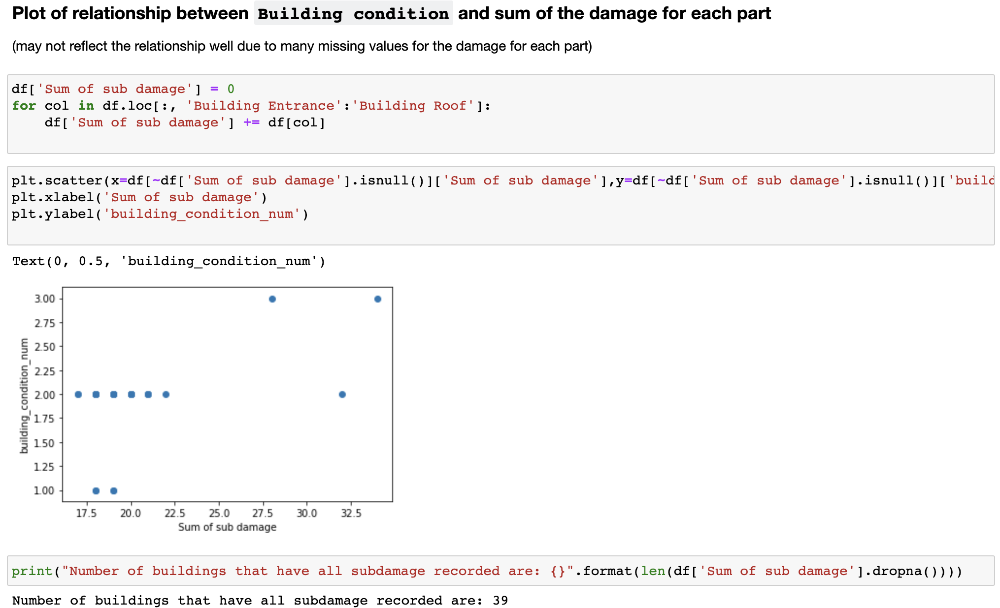 Plot of relationship between Building condition and sum of the damage for each part
(may not reflect the relationship well due to many missing values for the damage for each part)
df['Sum of sub damage'] = 0
for col in df.loc[:, 'Building Entrance':'Building Roof']:
    df['Sum of sub damage'] += df[col]
plt.scatter(x=df[~df['Sum of sub damage'].isnull()]['Sum of sub damage'],y=df[~df['Sum of sub damage'].isnull()]['build
plt.xlabel('Sum of sub damage')
plt.ylabel('building_condition_num')
Text(0, 0.5, 'building_condition_num')
building_condition_num
3.00
2.75
2.50
2.25
2.00
1.75
1.50
1.25
1.00
17.5 20.0 22.5 25.0 27.5 30.0 32.5
Sum of sub damage
print("Number of buildings that have all subdamage recorded are: {}".format(len(df['Sum of sub damage'].dropna())))
Number of buildings that have all subdamage recorded are: 39